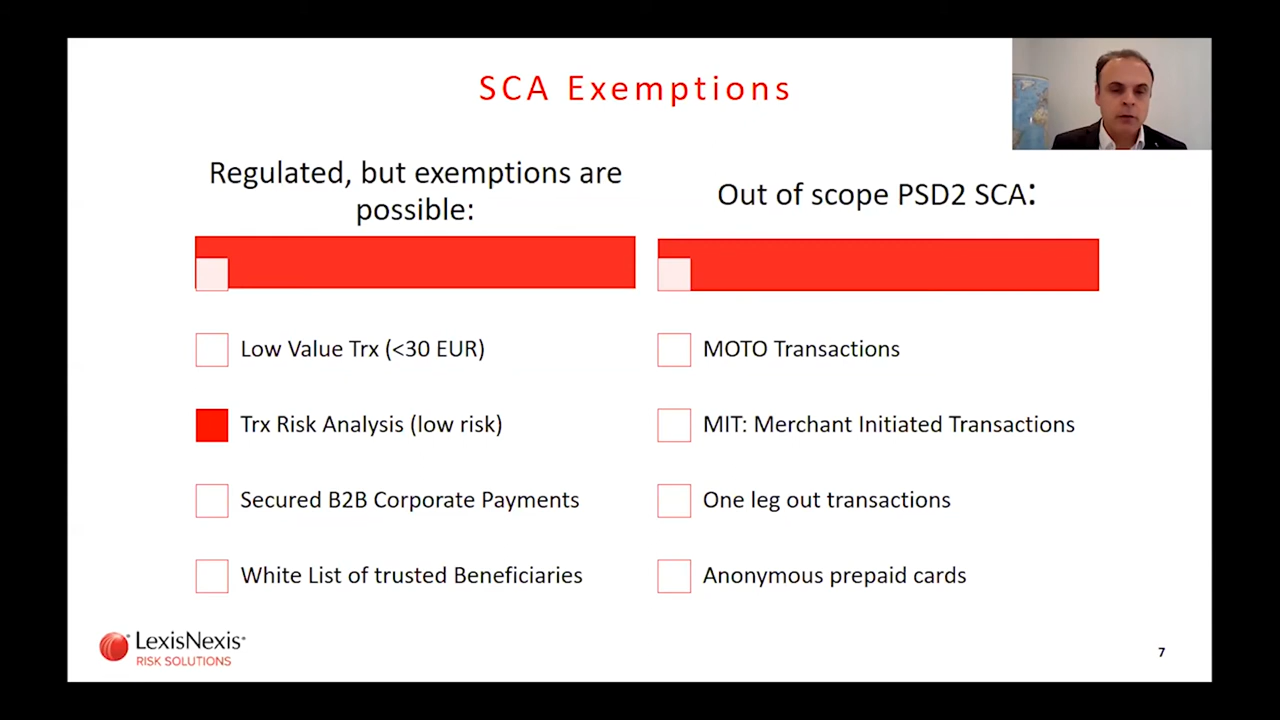 SCA Exemptions
Regulated, but exemptions are
possible:
Low Value Trx (<30 EUR)
Trx Risk Analysis (low risk)
Secured B2B Corporate Payments
White List of trusted Beneficiaries
Out of scope PSD2 SCA:
MOTO Transactions
MIT: Merchant Initiated Transactions
One leg out transactions
Anonymous prepaid cards
LexisNexis®
RISK SOLUTIONS
7